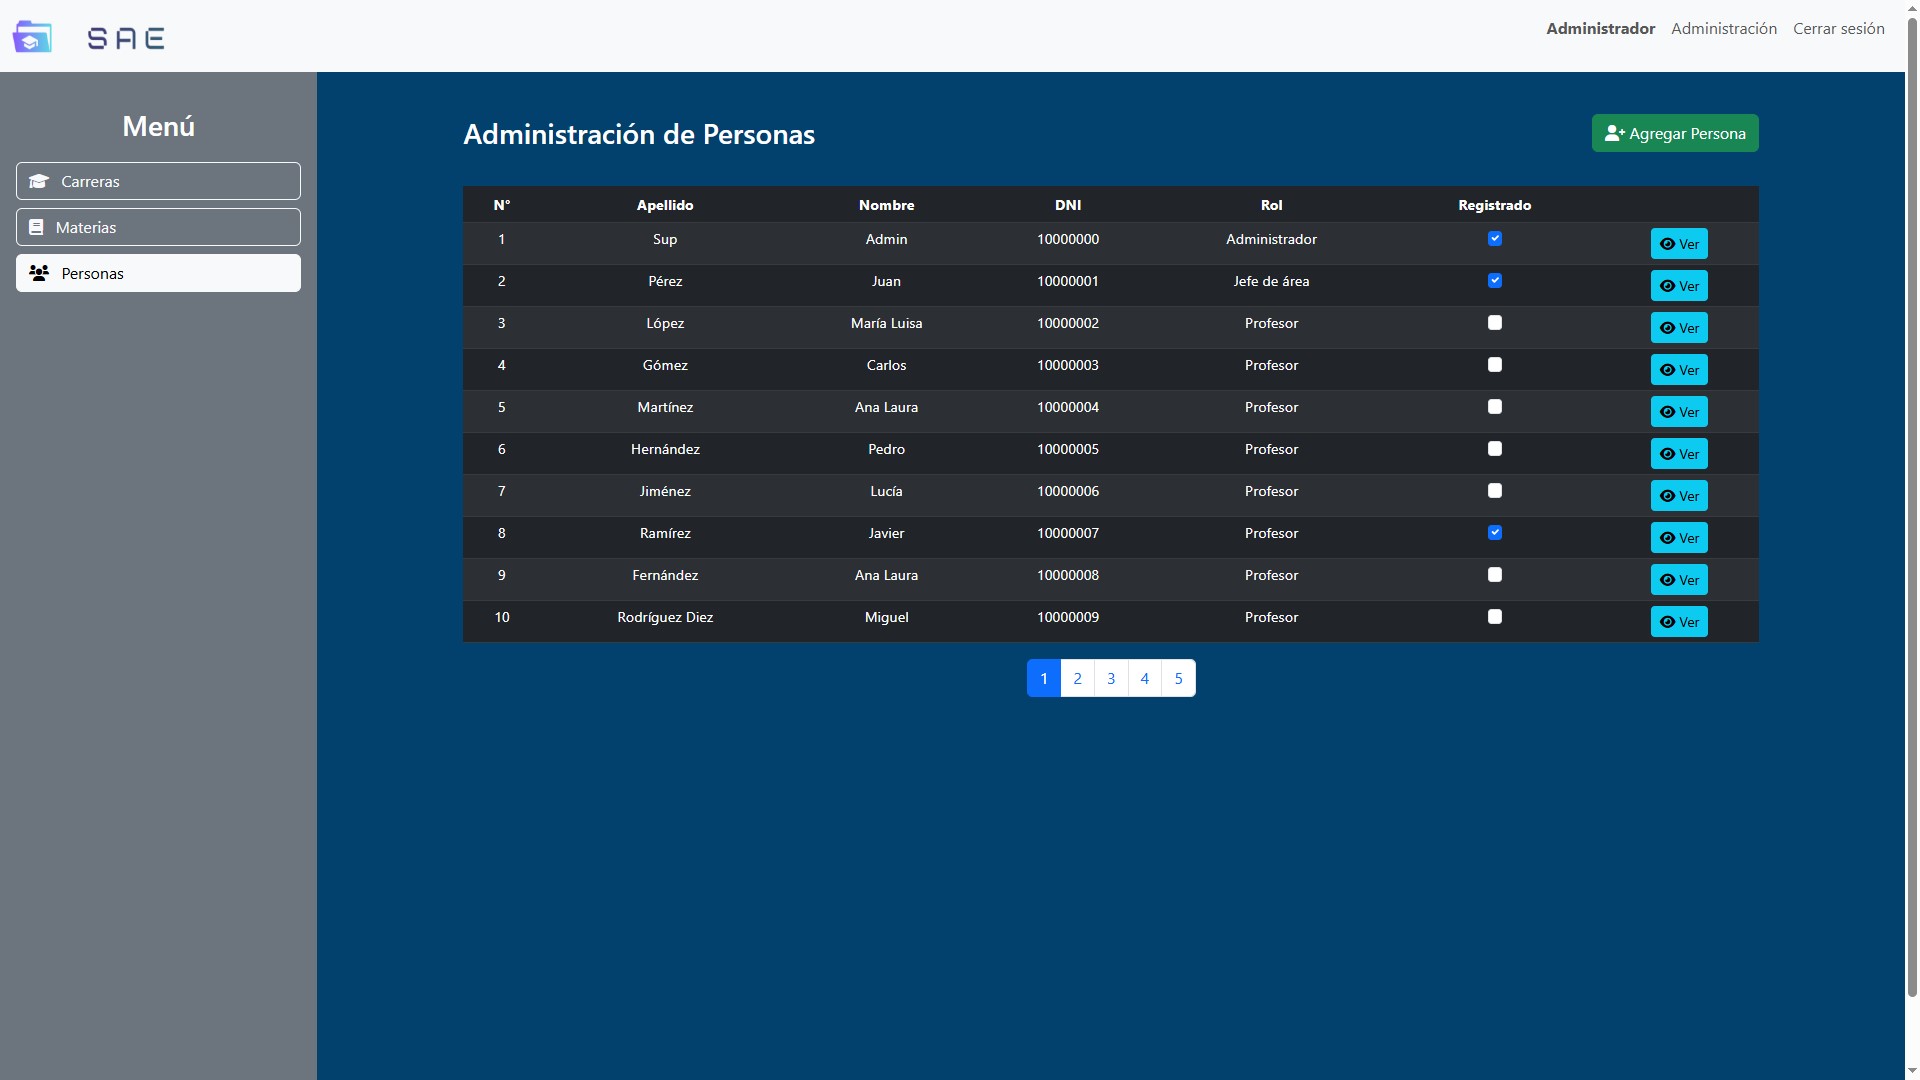 SAE
Administrador Administración Cerrar sesión
Menú
Carreras
Materias
Personas
Administración de Personas
Agregar Persona
N° Apellido Nombre DNI Rol Registrado
1 Sup Admin 10000000 Administrador Ver
2 Pérez Juan 10000001 Jefe de área Ver
3 López María Luisa 10000002 Profesor Ver
4 Gómez Carlos 10000003 Profesor Ver
5 Martínez Ana Laura 10000004 Profesor Ver
6 Hernández Pedro 10000005 Profesor Ver
7 Jiménez Lucía 10000006 Profesor Ver
8 Ramírez Javier 10000007 Profesor Ver
9 Fernández Ana Laura 10000008 Profesor Ver
10 Rodríguez Diez Miguel 10000009 Profesor Ver
1 2 3 4 5